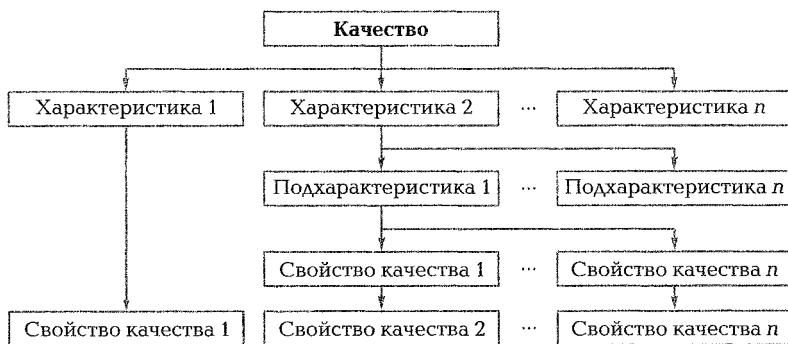 Качество
Характеристика 1 Характеристика 2 ... Характеристика n
Подхарактеристика 1 ... Подхарактеристика n
Свойство качества 1 ... Свойство качества n
Свойство качества 1 Свойство качества 2 ... Свойство качества n